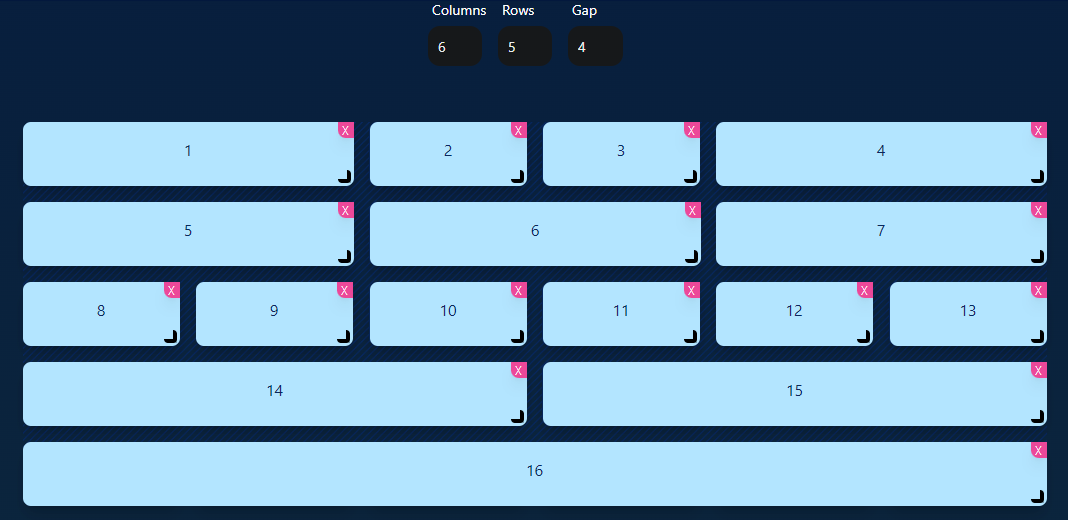 Columns Rows Gap
6 5 4
X X X X
1 2 3 4
X X X
5 6 7
X X X X X X
8 9 10 11 12 13
X X
14 15
X
16